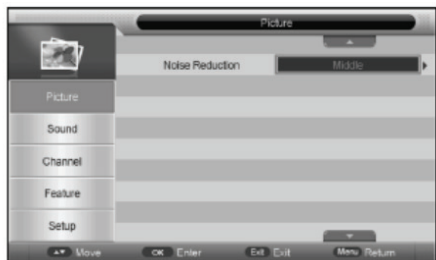 Picture
Noise Reduction Middle
Picture
Sound
Channel
Feature
Setup
Move OK Enter Exit Exit Menu Return